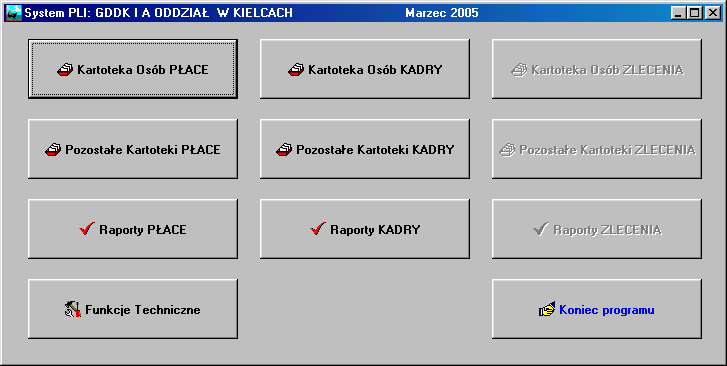 System PLI: GDDK I A ODDZIAŁ W KIELCACH Marzec 2005
Kartoteka Osób PŁACE Kartoteka Osób KADRY Kartoteka Osób ZLECENIA
Pozostałe Kartoteki PŁACE Pozostałe Kartoteki KADRY Pozostałe Kartoteki ZLECENIA
Raporty PŁACE Raporty KADRY Raporty ZLECENIA
Funkcje Techniczne Koniec programu